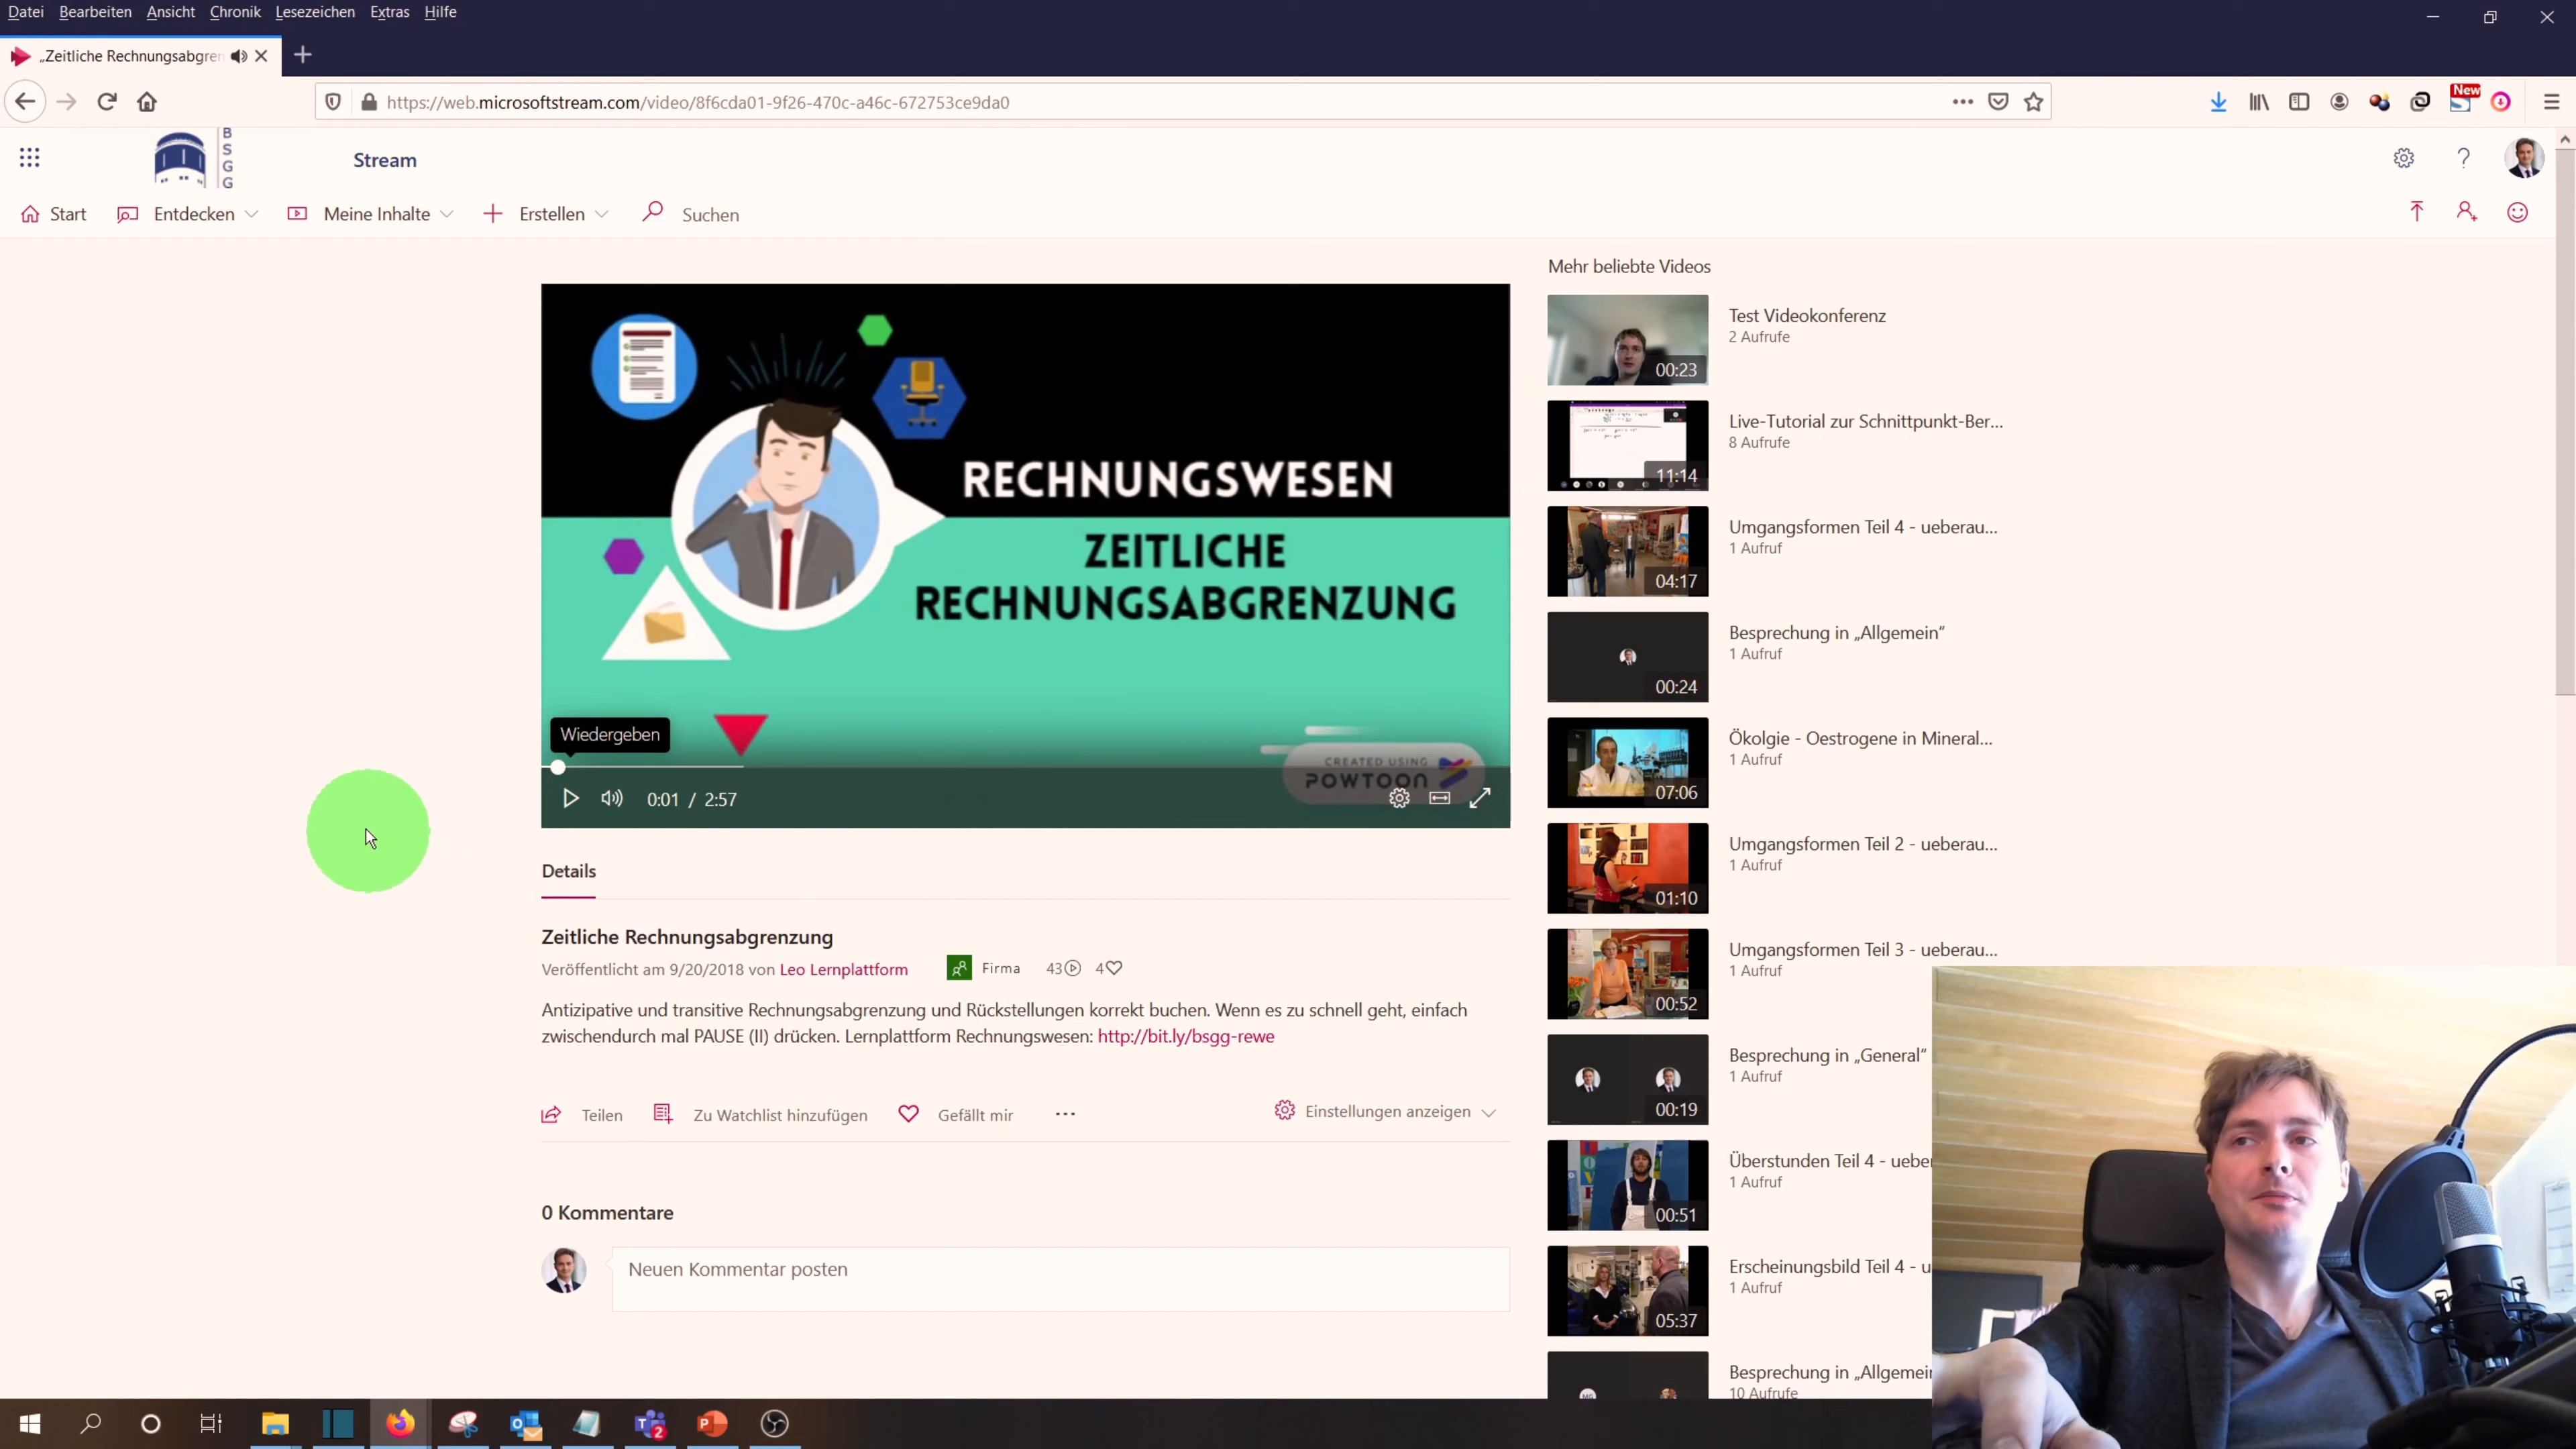 Datei Bearbeiten Ansicht Chronik Lesezeichen Extras Hilfe
„Zeitliche Rechnungsabgren
https://web.microsoftstream.com/video/8f6cda01-9f26-470c-a46c-672753ce9da0
New
B
S
G
G
Stream
Start Entdecken Meine Inhalte Erstellen Suchen
RECHNUNGSWESEN
ZEITLICHE
RECHNUNGSABGRENZUNG
Wiedergeben
CREATED USING
POWTOON
0:01 / 2:57
Details
Zeitliche Rechnungsabgrenzung
Veröffentlicht am 9/20/2018 von Leo Lernplattform Firma 43 4
Antizipative und transitive Rechnungsabgrenzung und Rückstellungen korrekt buchen. Wenn es zu schnell geht, einfach
zwischendurch mal PAUSE (II) drücken. Lernplattform Rechnungswesen: http://bit.ly/bsgg-rewe
Teilen Zu Watchlist hinzufügen Gefällt mir Einstellungen anzeigen
0 Kommentare
Neuen Kommentar posten
Mehr beliebte Videos
Test Videokonferenz
2 Aufrufe
00:23
Live-Tutorial zur Schnittpunkt-Ber...
8 Aufrufe
11:14
Umgangsformen Teil 4 - ueberau...
1 Aufruf
04:17
Besprechung in „Allgemein“
1 Aufruf
00:24
Ökolgie - Oestrogene in Mineral...
1 Aufruf
07:06
Umgangsformen Teil 2 - ueberau...
1 Aufruf
01:10
Umgangsformen Teil 3 - ueberau...
1 Aufruf
00:52
Besprechung in „General“
1 Aufruf
00:19
Überstunden Teil 4 - uebe
1 Aufruf
00:51
Erscheinungsbild Teil 4 - u
1 Aufruf
05:37
Besprechung in „Allgemei
10 Aufrufe
MG
2